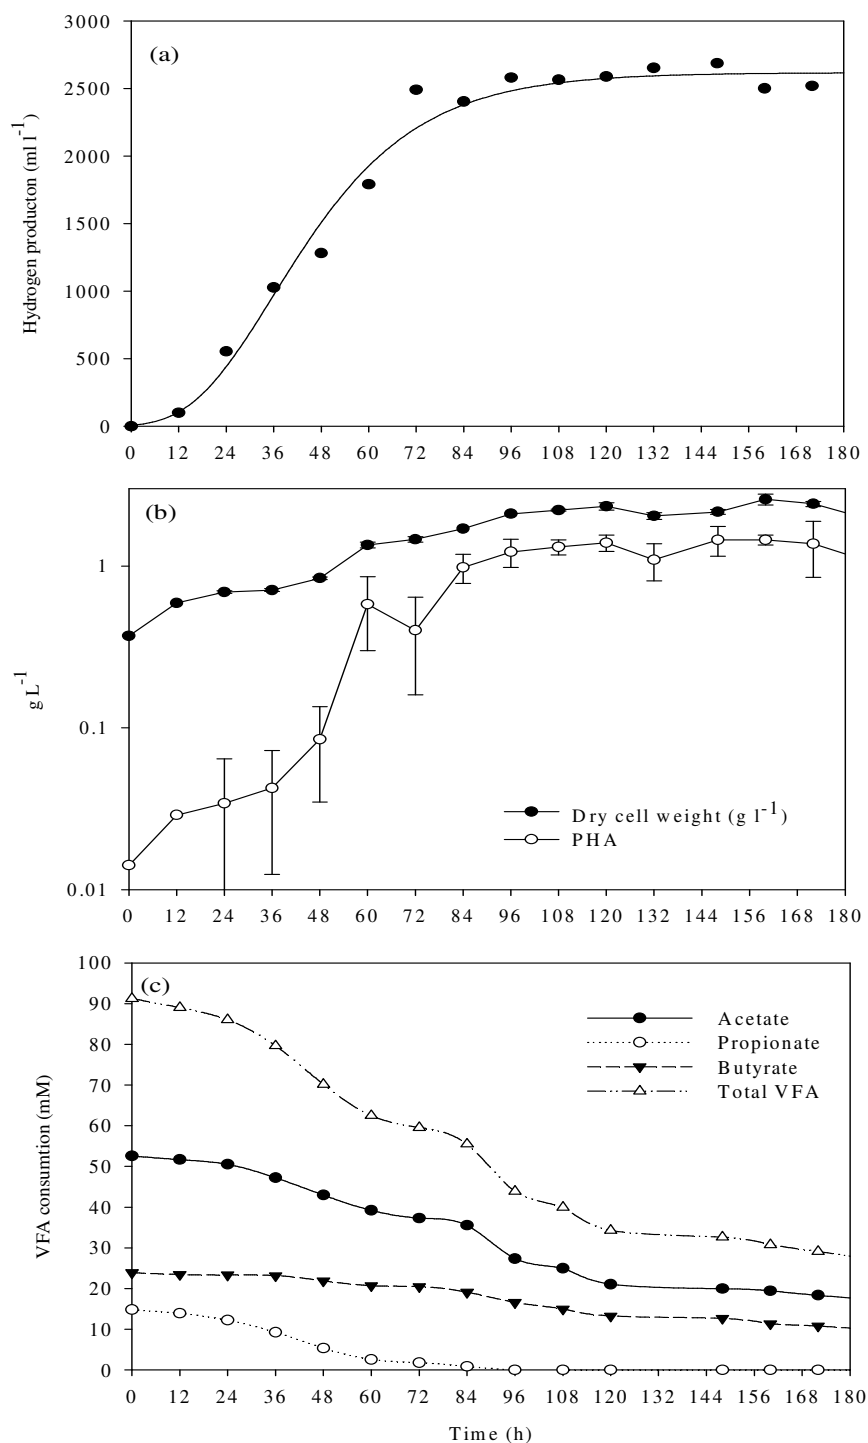 (a)
3000
2500
2000
1500
1000
500
0
Hydrogen producton (ml l-1)
0 12 24 36 48 60 72 84 96 108 120 132 144 156 168 180
(b)
1
0.1
0.01
g L-1
Dry cell weight (g l-1)
PHA
0 12 24 36 48 60 72 84 96 108 120 132 144 156 168 180
(c)
100
90
80
70
60
50
40
30
20
10
0
VFA consumtion (mM)
Acetate
Propionate
Butyrate
Total VFA
0 12 24 36 48 60 72 84 96 108 120 132 144 156 168 180
Time (h)